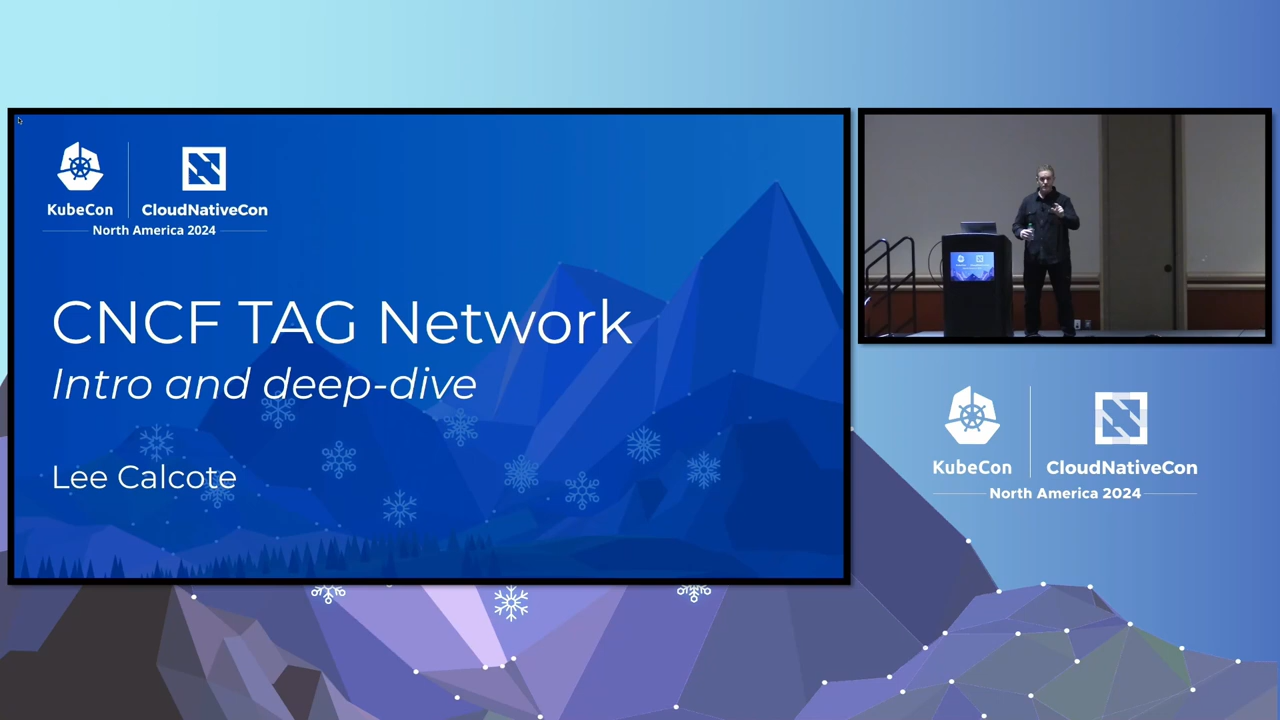 KubeCon
CloudNativeCon
North America 2024
CNCF TAG Network
Intro and deep-dive
Lee Calcote
KubeCon
CloudNativeCon
North America 2024